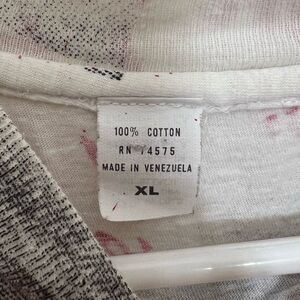 100% COTTON
RN 74575
MADE IN VENEZUELA
XL